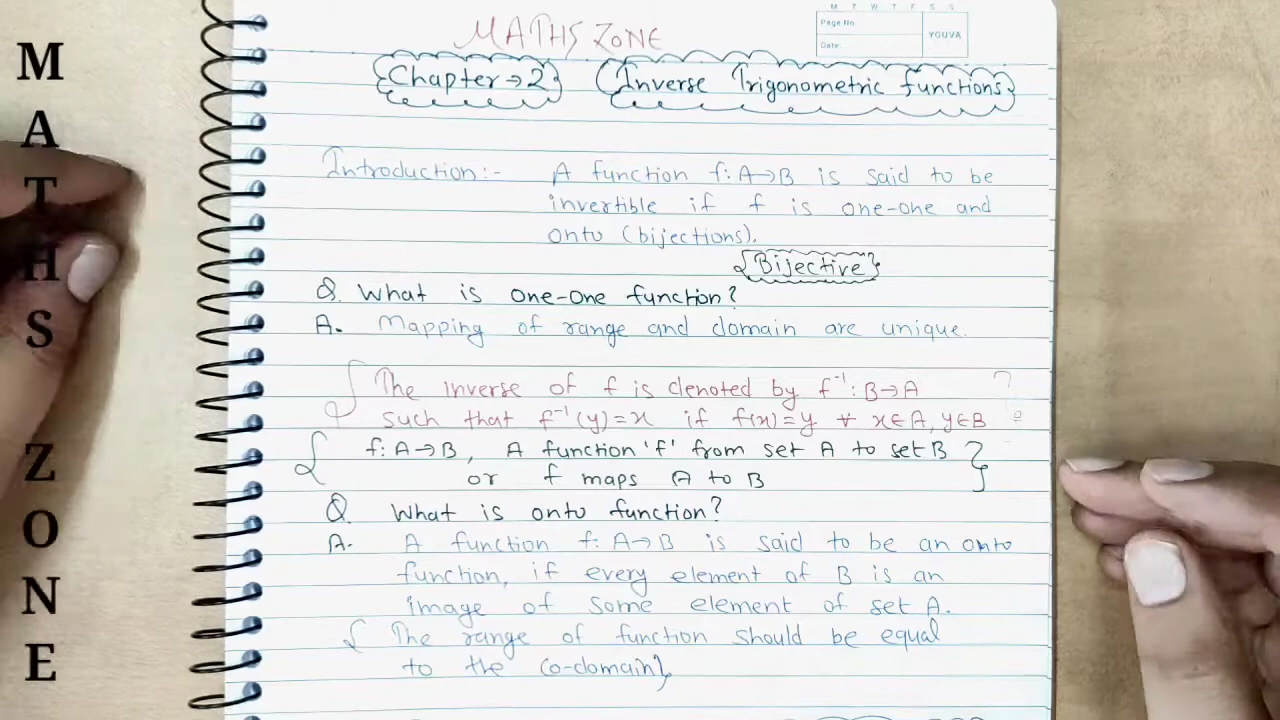 MATHS ZONE
MATHS ZONE
M T W T F S S
Page No
Date:
YOUVA
Chapter→2
Inverse Trigonometric functions
Introduction:- A function f:A→B is said to be
invertible if f is one-one and
onto (bijections).
{Bijective}
Q. What is one-one function?
A. Mapping of range and domain are unique.
{ The inverse of f is denoted by f⁻¹: B→A
such that f⁻¹(y)=x if f(x)=y ∀ x∈A, y∈B }
{ f: A→B, A function 'f' from set A to set B
or f maps A to B }
Q. What is onto function?
A. A function f: A→B is said to be an onto
function, if every element of B is an
image of some element of set A.
{ The range of function should be equal
to the Co-domain}